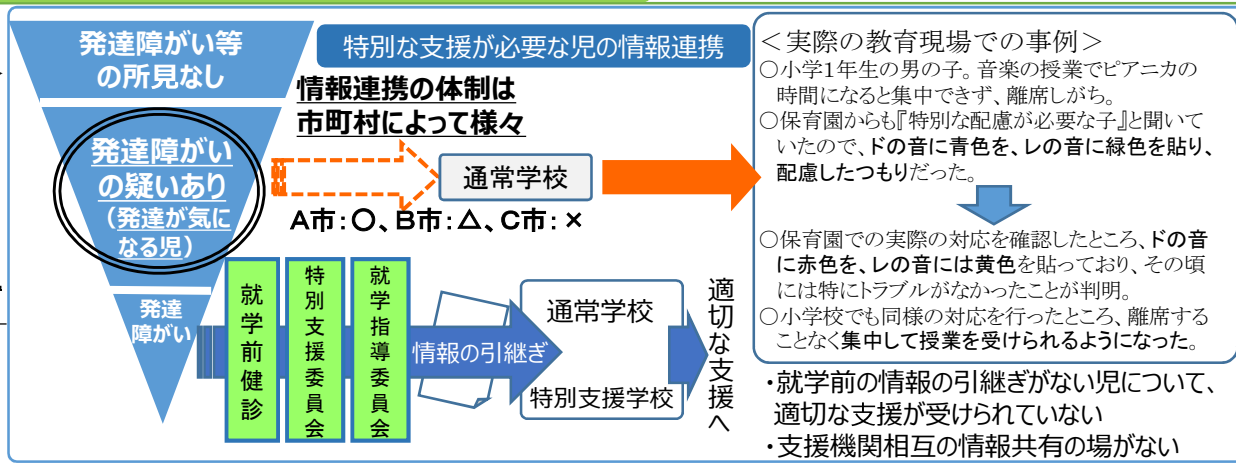 発達障がい等
の所見なし
発達障がい
の疑いあり
（発達が気に
なる児）
発達
障がい
特別な支援が必要な児の情報連携
情報連携の体制は
市町村によって様々
通常学校
A市：○、B市：△、C市：×
就学前健診
特別支援委員会
就学指導委員会
情報の引継ぎ
通常学校
特別支援学校
適切な支援へ
＜実際の教育現場での事例＞
○小学1年生の男の子。音楽の授業でピアニカの
時間になると集中できず、離席しがち。
○保育園からも『特別な配慮が必要な子』と聞いて
いたので、ドの音に青色を、レの音に緑色を貼り、
配慮したつもりだった。
○保育園での実際の対応を確認したところ、ドの音
に赤色を、レの音には黄色を貼っており、その頃
には特にトラブルがなかったことが判明。
○小学校でも同様の対応を行ったところ、離席する
ことなく集中して授業を受けられるようになった。
・就学前の情報の引継ぎがない児について、
適切な支援が受けられていない
・支援機関相互の情報共有の場がない